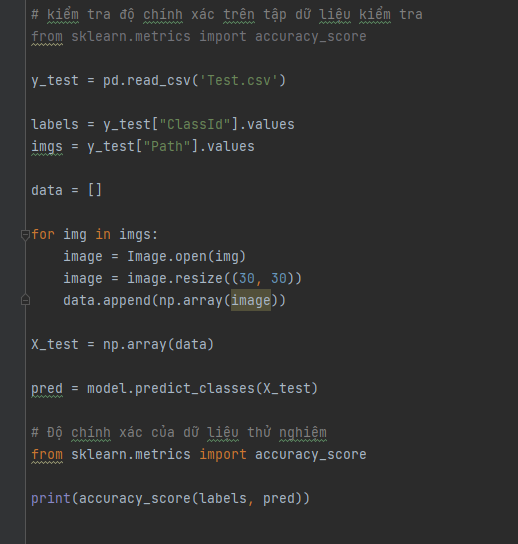 # kiểm tra độ chính xác trên tập dữ liệu kiểm tra
from sklearn.metrics import accuracy_score
y_test = pd.read_csv('Test.csv')
labels = y_test["ClassId"].values
imgs = y_test["Path"].values
data = []
for img in imgs:
    image = Image.open(img)
    image = image.resize((30, 30))
    data.append(np.array(image))
X_test = np.array(data)
pred = model.predict_classes(X_test)
# Độ chính xác của dữ liệu thử nghiệm
from sklearn.metrics import accuracy_score
print(accuracy_score(labels, pred))